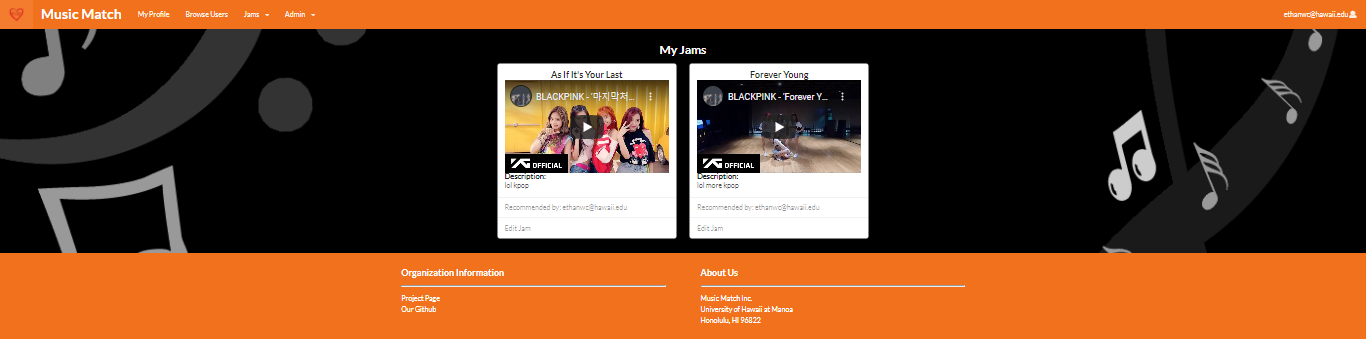 Music Match My Profile Browse Users Jams Admin ethanwc@hawaii.edu
My Jams
As If It's Your Last
BLACKPINK - '마지막처...
YG OFFICIAL
Description:
lol kpop
Recommended by: ethanwc@hawaii.edu
Edit Jam
Forever Young
BLACKPINK - 'Forever Y...
YG OFFICIAL
Description:
lol more kpop
Recommended by: ethanwc@hawaii.edu
Edit Jam
Organization Information
Project Page
Our Github
About Us
Music Match Inc.
University of Hawaii at Manoa
Honolulu, HI 96822